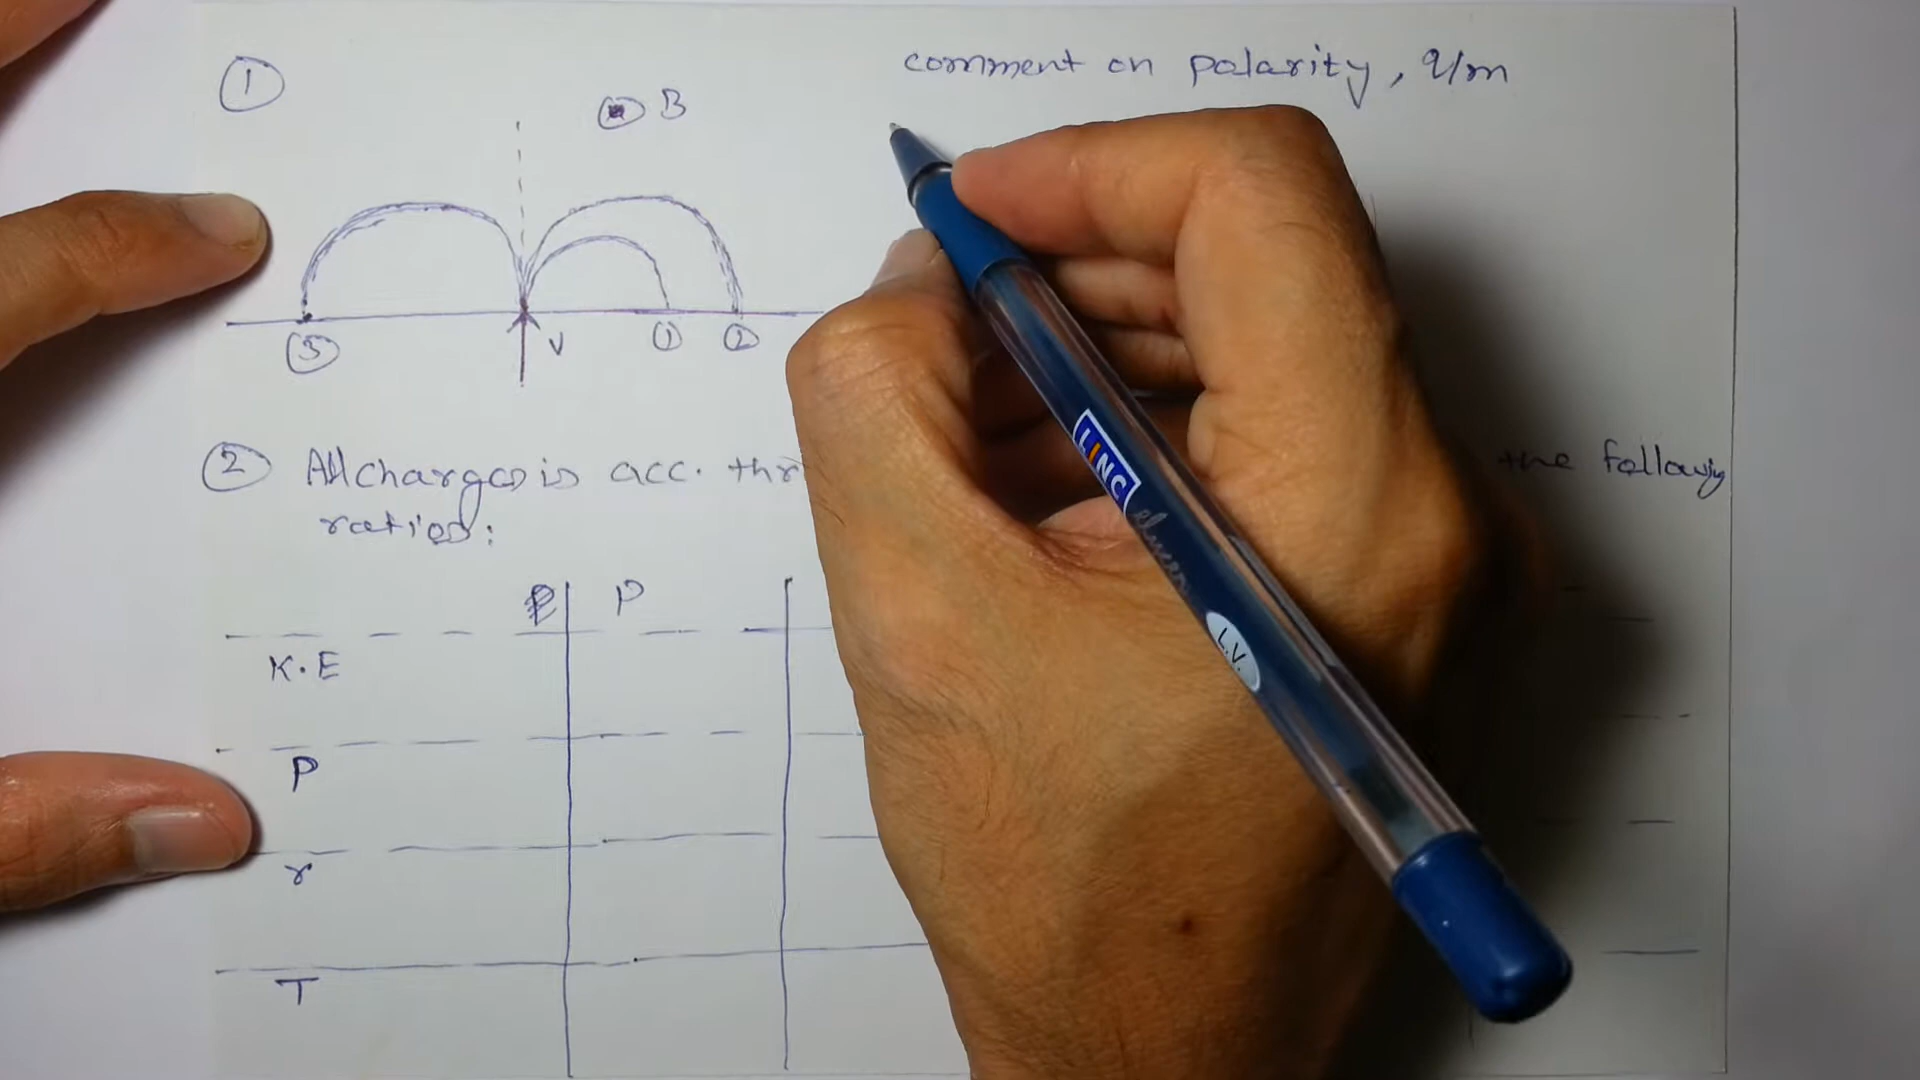 ①
comment on polarity, q/m
B
③
V
①
②
② All charges is acc. thr
the following
ratios:
P
K.E
P
r
T
LINC
L.V.